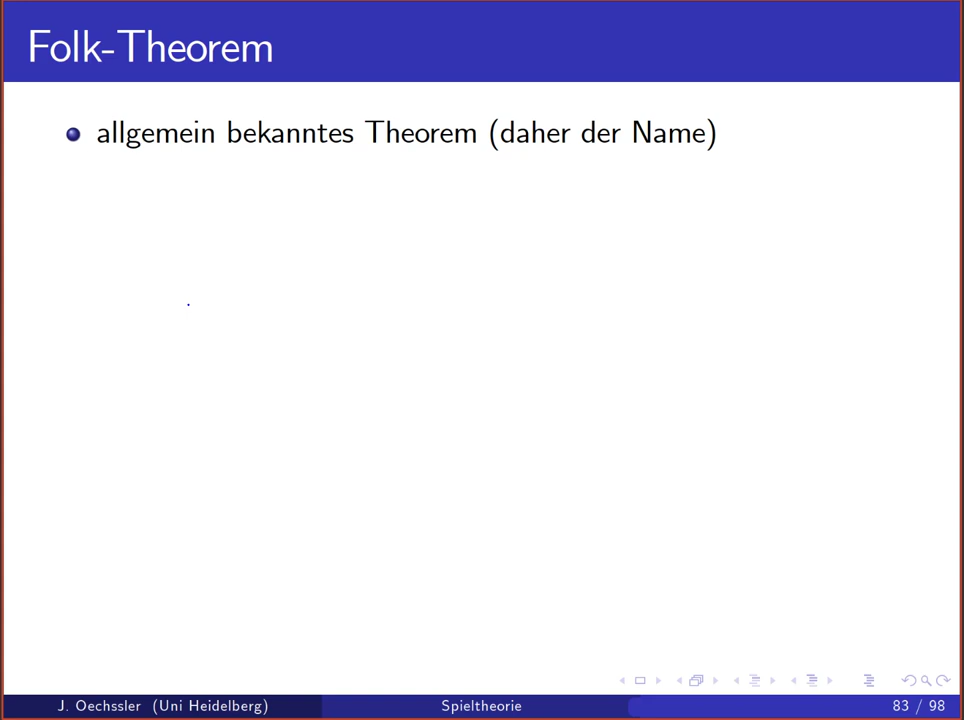 Folk-Theorem
allgemein bekanntes Theorem (daher der Name)
J. Oechssler (Uni Heidelberg)
Spieltheorie
83 / 98